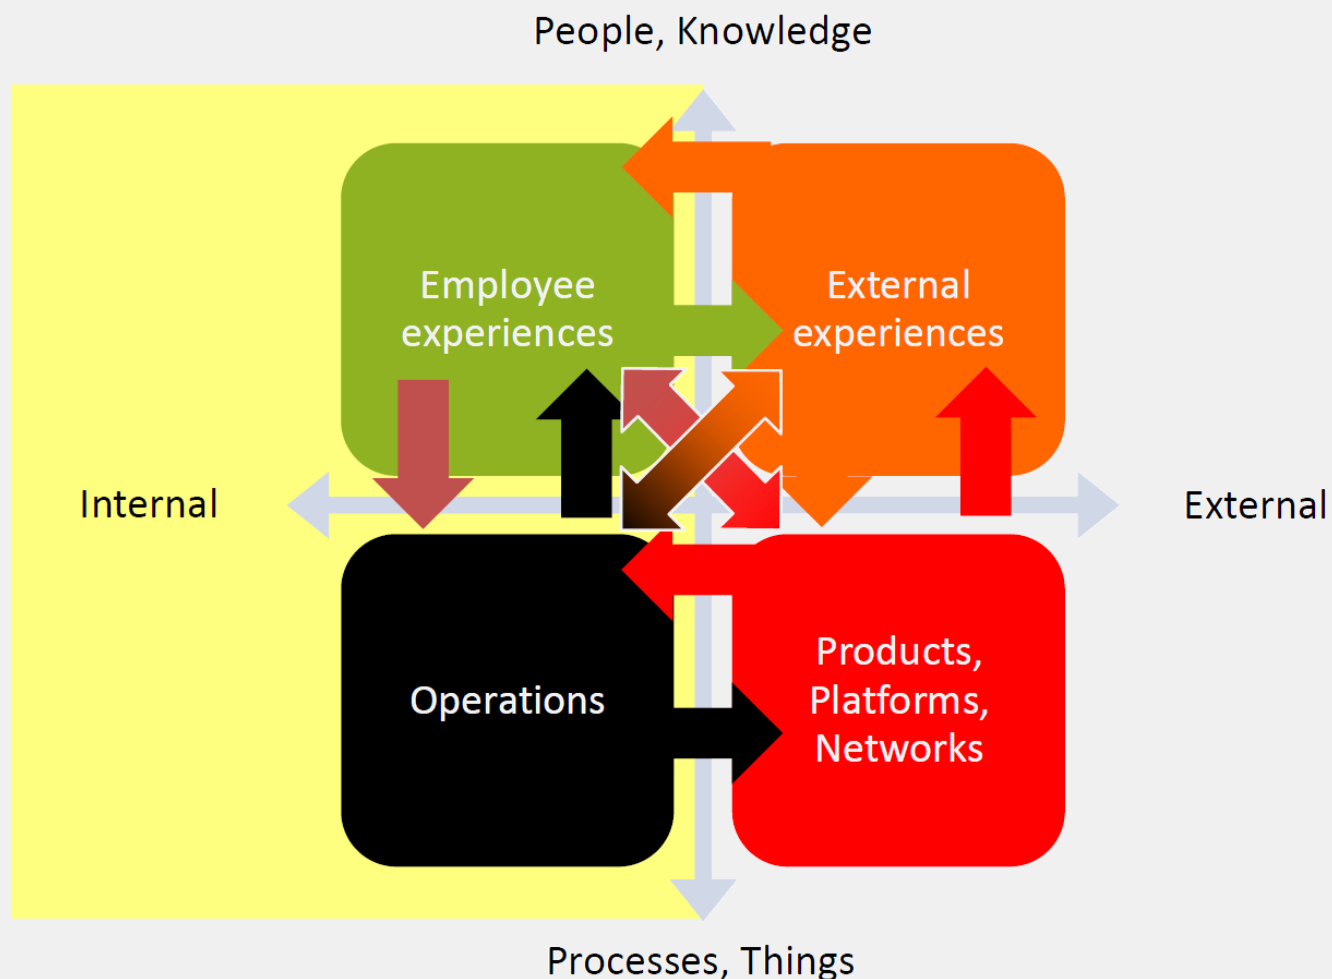 People, Knowledge
Employee
experiences
External
experiences
Internal
External
Operations
Products,
Platforms,
Networks
Processes, Things